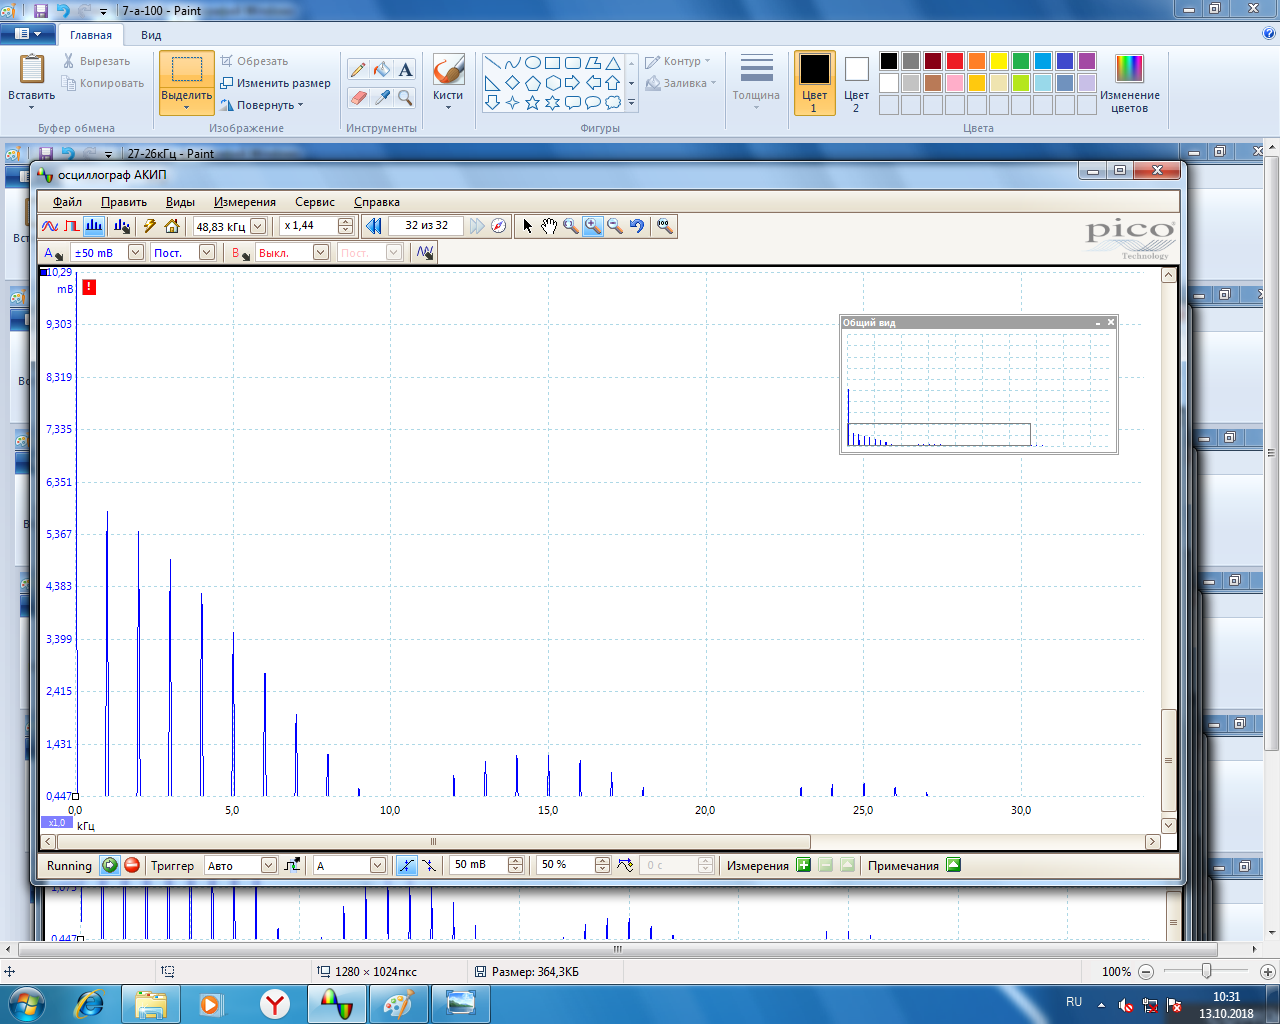 7-а-100 - Paint
Главная Вид
Вставить
Вырезать
Копировать
Буфер обмена
Выделить
Обрезать
Изменить размер
Повернуть
Изображение
Инструменты
Кисти
Контур
Заливка
Фигуры
Толщина
Цвет 1
Цвет 2
Изменение цветов
Цвета
27-26кГц - Paint
осциллограф АКИП
Файл Править Виды Измерения Сервис Справка
48,83 кГц x 1,44 32 из 32
pico
Technology
A ±50 mВ Пост. B Выкл. Пост.
10,29
mВ
Общий вид
9,303
8,319
7,335
6,351
5,367
4,383
3,399
2,415
1,431
0,447
0,0 5,0 10,0 15,0 20,0 25,0 30,0
x1,0 кГц
Running Триггер Авто A 50 mВ 50 % 0 с Измерения Примечания
1,075
0,447
1280 × 1024пкс Размер: 364,3КБ 100%
RU 10:31
13.10.2018